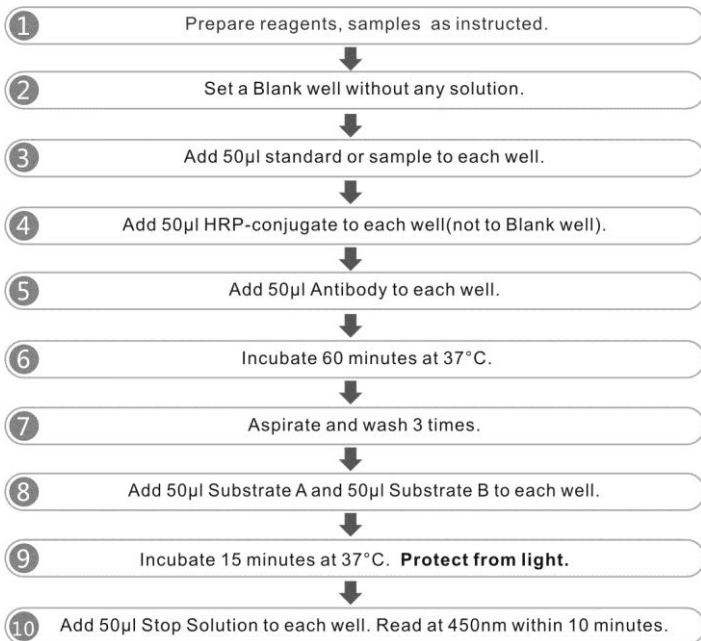 1 Prepare reagents, samples as instructed.
2 Set a Blank well without any solution.
3 Add 50μl standard or sample to each well.
4 Add 50μl HRP-conjugate to each well(not to Blank well).
5 Add 50μl Antibody to each well.
6 Incubate 60 minutes at 37°C.
7 Aspirate and wash 3 times.
8 Add 50μl Substrate A and 50μl Substrate B to each well.
9 Incubate 15 minutes at 37°C. Protect from light.
10 Add 50μl Stop Solution to each well. Read at 450nm within 10 minutes.